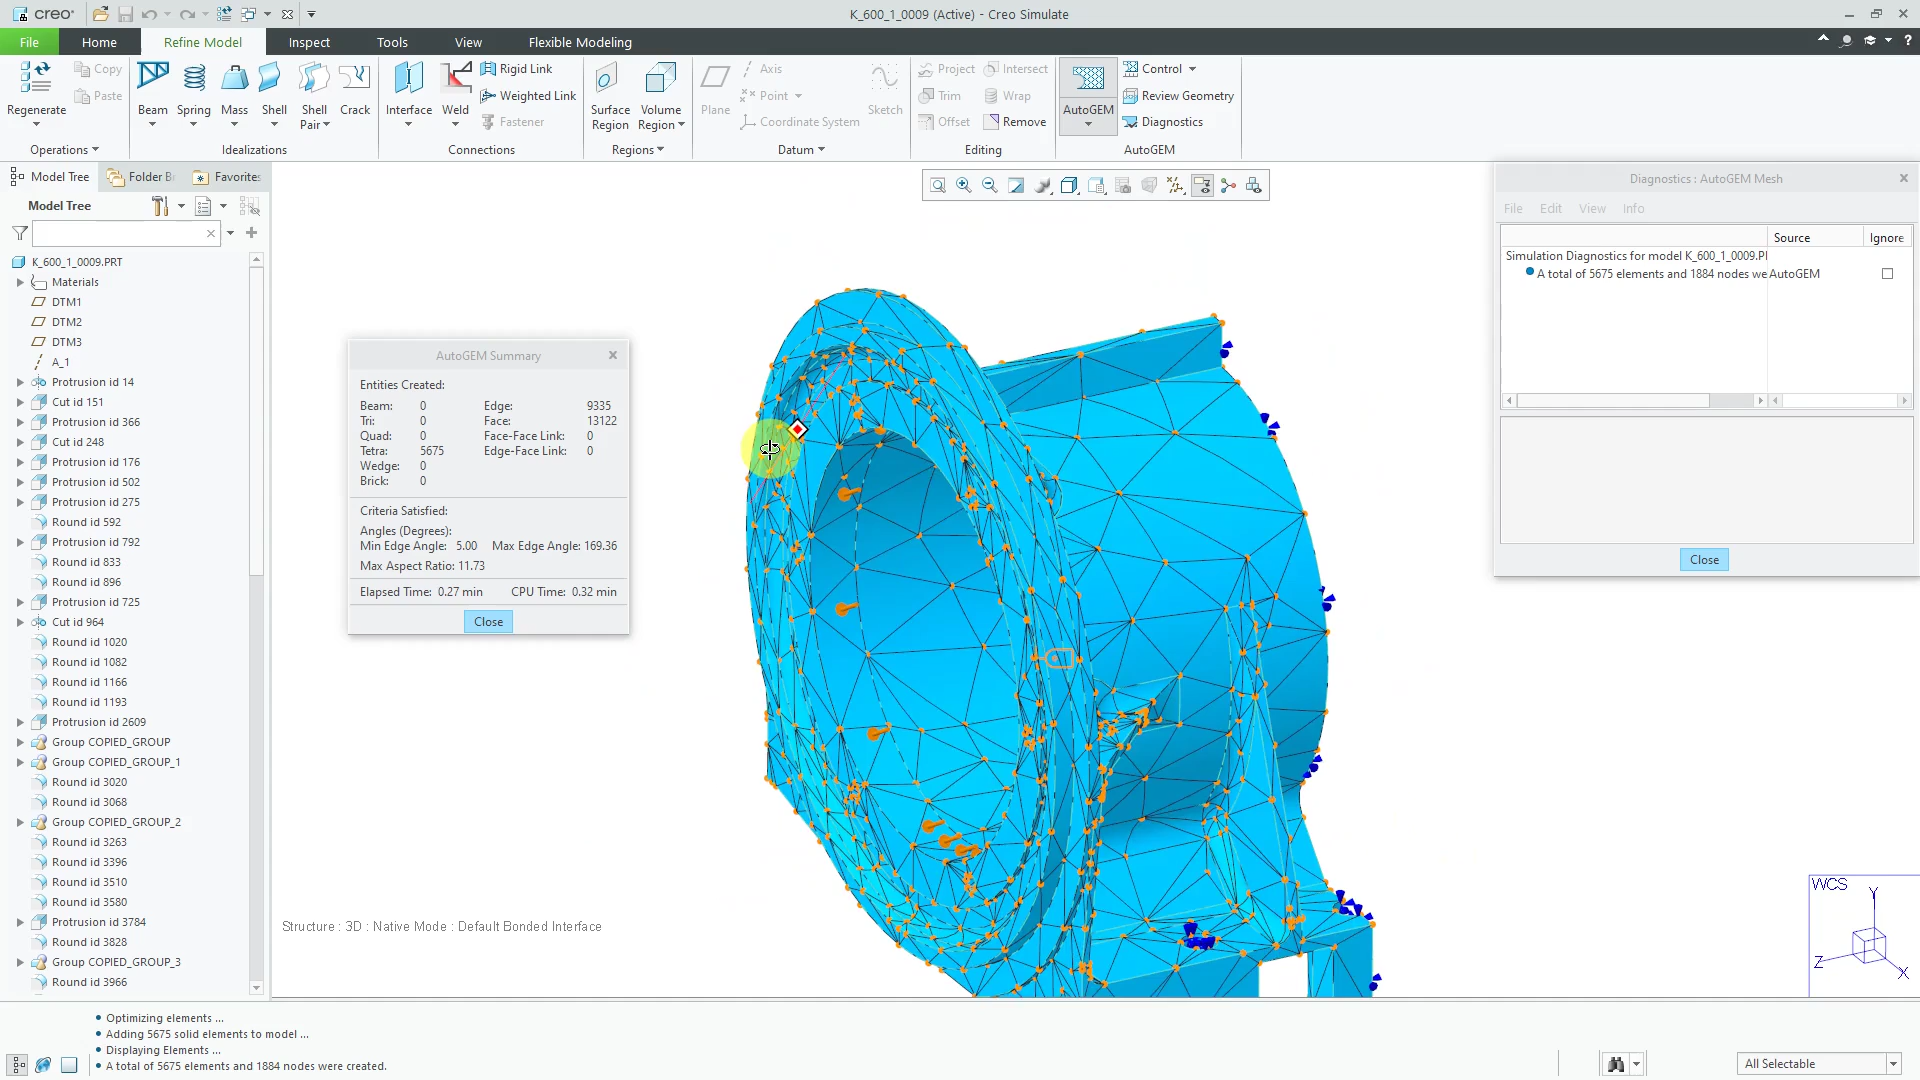 creo
K_600_1_0009 (Active) - Creo Simulate
File Home Refine Model Inspect Tools View Flexible Modeling
Regenerate
Copy
Paste
Operations
Beam
Spring
Mass
Shell
Shell Pair
Crack
Idealizations
Interface
Weld
Rigid Link
Weighted Link
Fastener
Connections
Surface Region
Volume Region
Regions
Plane
Axis
Point
Coordinate System
Sketch
Datum
Project
Intersect
Trim
Wrap
Offset
Remove
Editing
AutoGEM
Control
Review Geometry
Diagnostics
AutoGEM
Model Tree
Folder Br
Favorites
Model Tree
K_600_1_0009.PRT
Materials
DTM1
DTM2
DTM3
A_1
Protrusion id 14
Cut id 151
Protrusion id 366
Cut id 248
Protrusion id 176
Protrusion id 502
Protrusion id 275
Round id 592
Protrusion id 792
Round id 833
Round id 896
Protrusion id 725
Cut id 964
Round id 1020
Round id 1082
Round id 1166
Round id 1193
Protrusion id 2609
Group COPIED_GROUP
Group COPIED_GROUP_1
Round id 3020
Round id 3068
Group COPIED_GROUP_2
Round id 3263
Round id 3396
Round id 3510
Round id 3580
Protrusion id 3784
Round id 3828
Group COPIED_GROUP_3
Round id 3966
AutoGEM Summary
Entities Created:
Beam: 0 Edge: 9335
Tri: 0 Face: 13122
Quad: 0 Face-Face Link: 0
Tetra: 5675 Edge-Face Link: 0
Wedge: 0
Brick: 0
Criteria Satisfied:
Angles (Degrees):
Min Edge Angle: 5.00 Max Edge Angle: 169.36
Max Aspect Ratio: 11.73
Elapsed Time: 0.27 min CPU Time: 0.32 min
Close
Diagnostics : AutoGEM Mesh
File Edit View Info
Source Ignore
Simulation Diagnostics for model K_600_1_0009.PI
A total of 5675 elements and 1884 nodes we AutoGEM
Close
Structure : 3D : Native Mode : Default Bonded Interface
WCS
Y
Z
X
Optimizing elements ...
Adding 5675 solid elements to model ...
Displaying Elements ...
A total of 5675 elements and 1884 nodes were created.
All Selectable